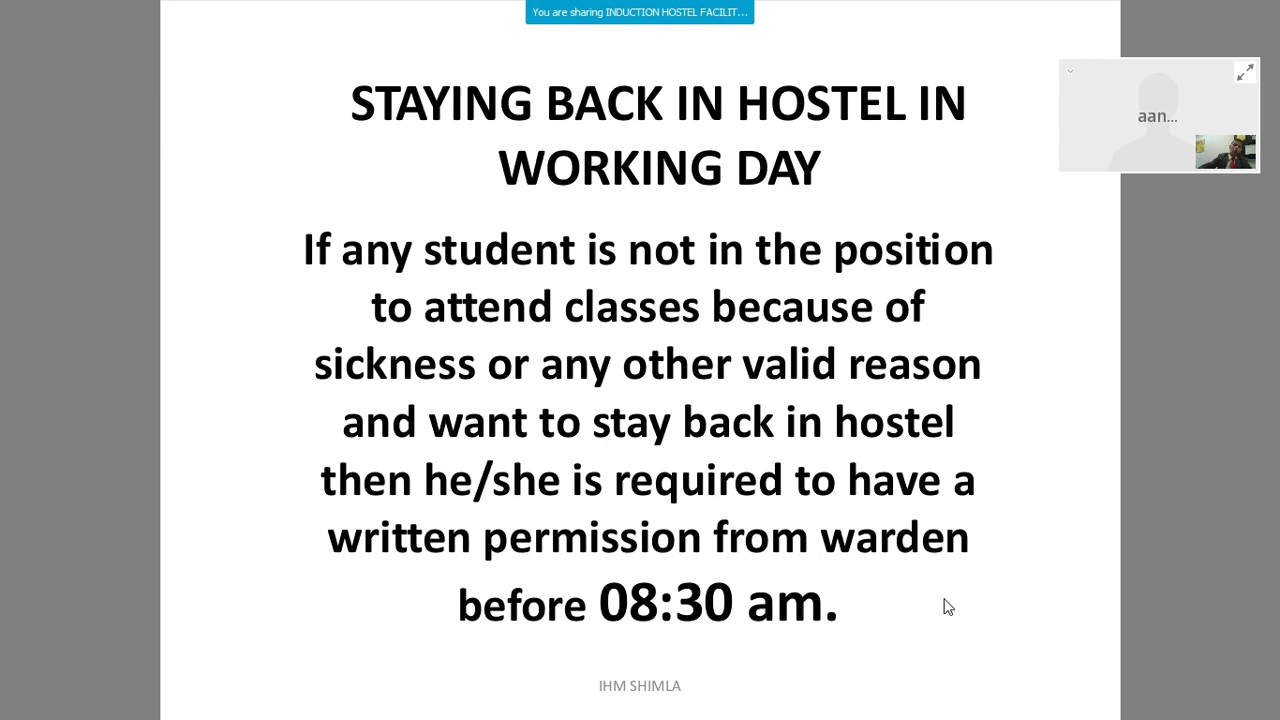 You are sharing INDUCTION HOSTEL FACILIT...
STAYING BACK IN HOSTEL IN
WORKING DAY
aan...
If any student is not in the position
to attend classes because of
sickness or any other valid reason
and want to stay back in hostel
then he/she is required to have a
written permission from warden
before 08:30 am.
IHM SHIMLA